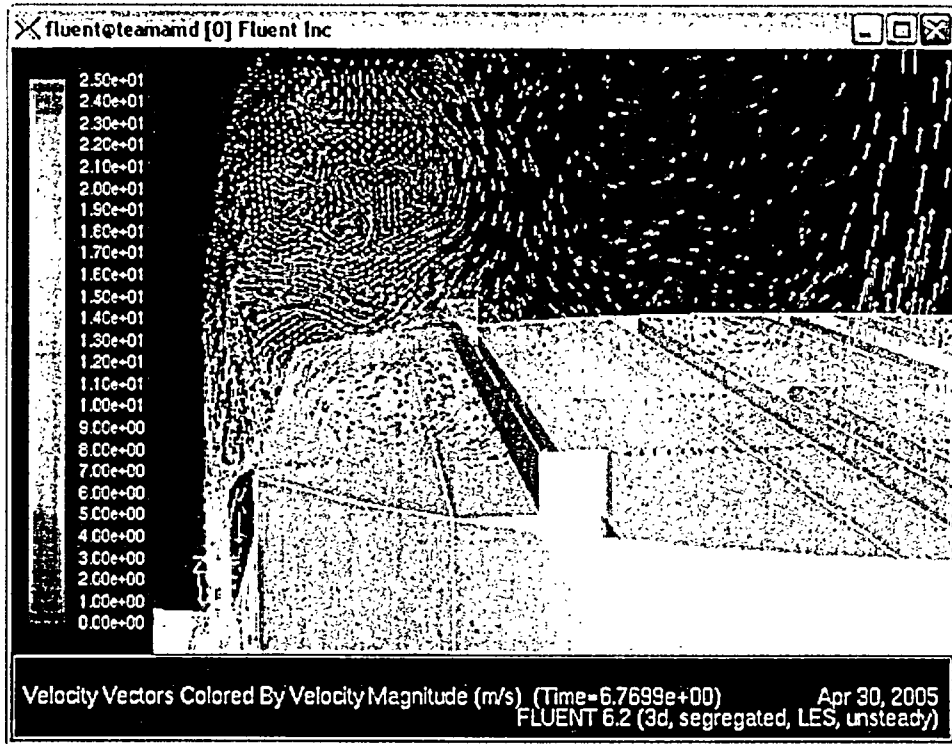 fluent@teamamd [0] Fluent Inc
2.50e+01
2.40e+01
2.30e+01
2.20e+01
2.10e+01
2.00e+01
1.90e+01
1.80e+01
1.70e+01
1.60e+01
1.50e+01
1.40e+01
1.30e+01
1.20e+01
1.10e+01
1.00e+01
9.00e+00
8.00e+00
7.00e+00
6.00e+00
5.00e+00
4.00e+00
3.00e+00
2.00e+00
1.00e+00
0.00e+00
Velocity Vectors Colored By Velocity Magnitude (m/s) (Time=6.7699e+00) Apr 30, 2005
FLUENT 6.2 (3d, segregated, LES, unsteady)